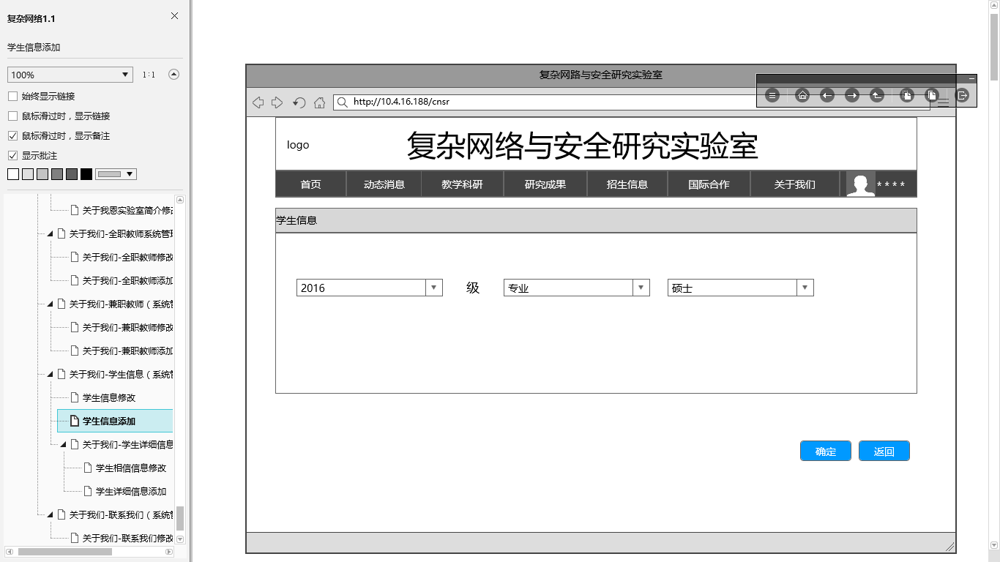 复杂网络1.1
学生信息添加
100%
1:1
始终显示链接
鼠标滑过时，显示链接
鼠标滑过时，显示备注
显示批注
关于我恩实验室简介修改
关于我们-全职教师系统管理
关于我们-全职教师修改
关于我们-全职教师添加
关于我们-兼职教师（系统管
关于我们-兼职教师修改
关于我们-兼职教师添加
关于我们-学生信息（系统管
学生信息修改
学生信息添加
关于我们-学生详细信息
学生相信信息修改
学生详细信息添加
关于我们-联系我们（系统管
关于我们-联系我们修改
复杂网路与安全研究实验室
http://10.4.16.188/cnsr
logo
复杂网络与安全研究实验室
首页 动态消息 教学科研 研究成果 招生信息 国际合作 关于我们 ****
学生信息
2016 级 专业 硕士
确定 返回